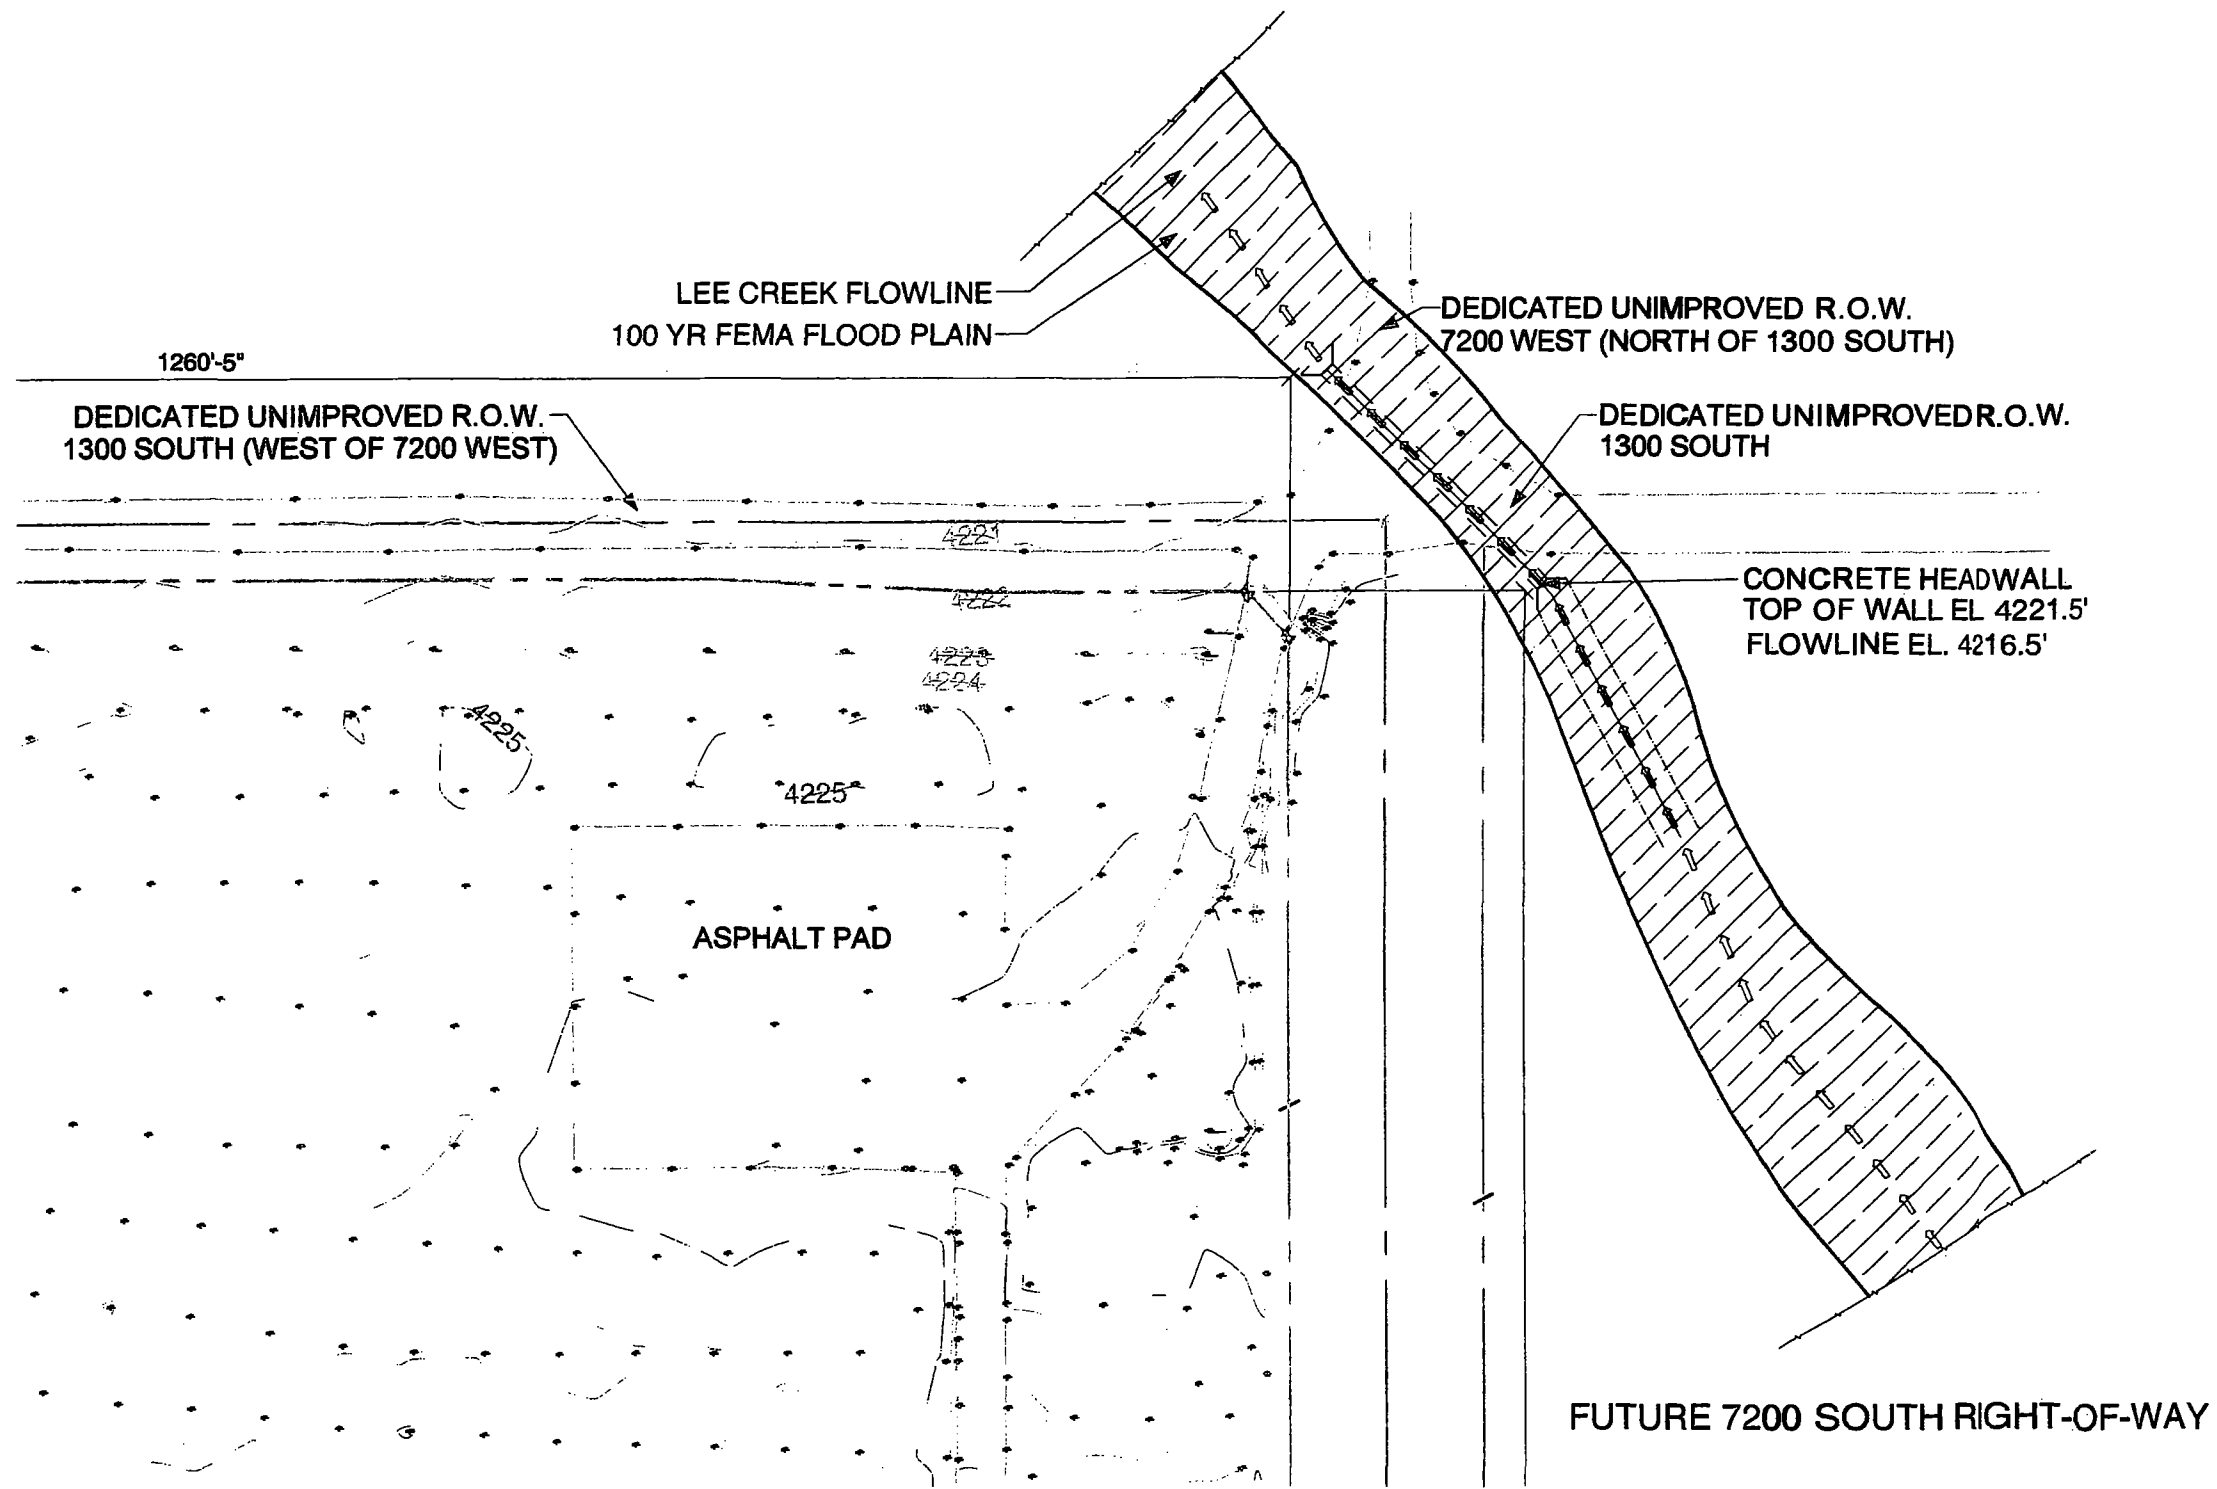 LEE CREEK FLOWLINE
100 YR FEMA FLOOD PLAIN
DEDICATED UNIMPROVED R.O.W.
7200 WEST (NORTH OF 1300 SOUTH)
1260'-5"
DEDICATED UNIMPROVED R.O.W.
1300 SOUTH (WEST OF 7200 WEST)
DEDICATED UNIMPROVED R.O.W.
1300 SOUTH
4221
CONCRETE HEADWALL
TOP OF WALL EL 4221.5'
FLOWLINE EL. 4216.5'
4222
4223
4224
4225
4225
ASPHALT PAD
FUTURE 7200 SOUTH RIGHT-OF-WAY